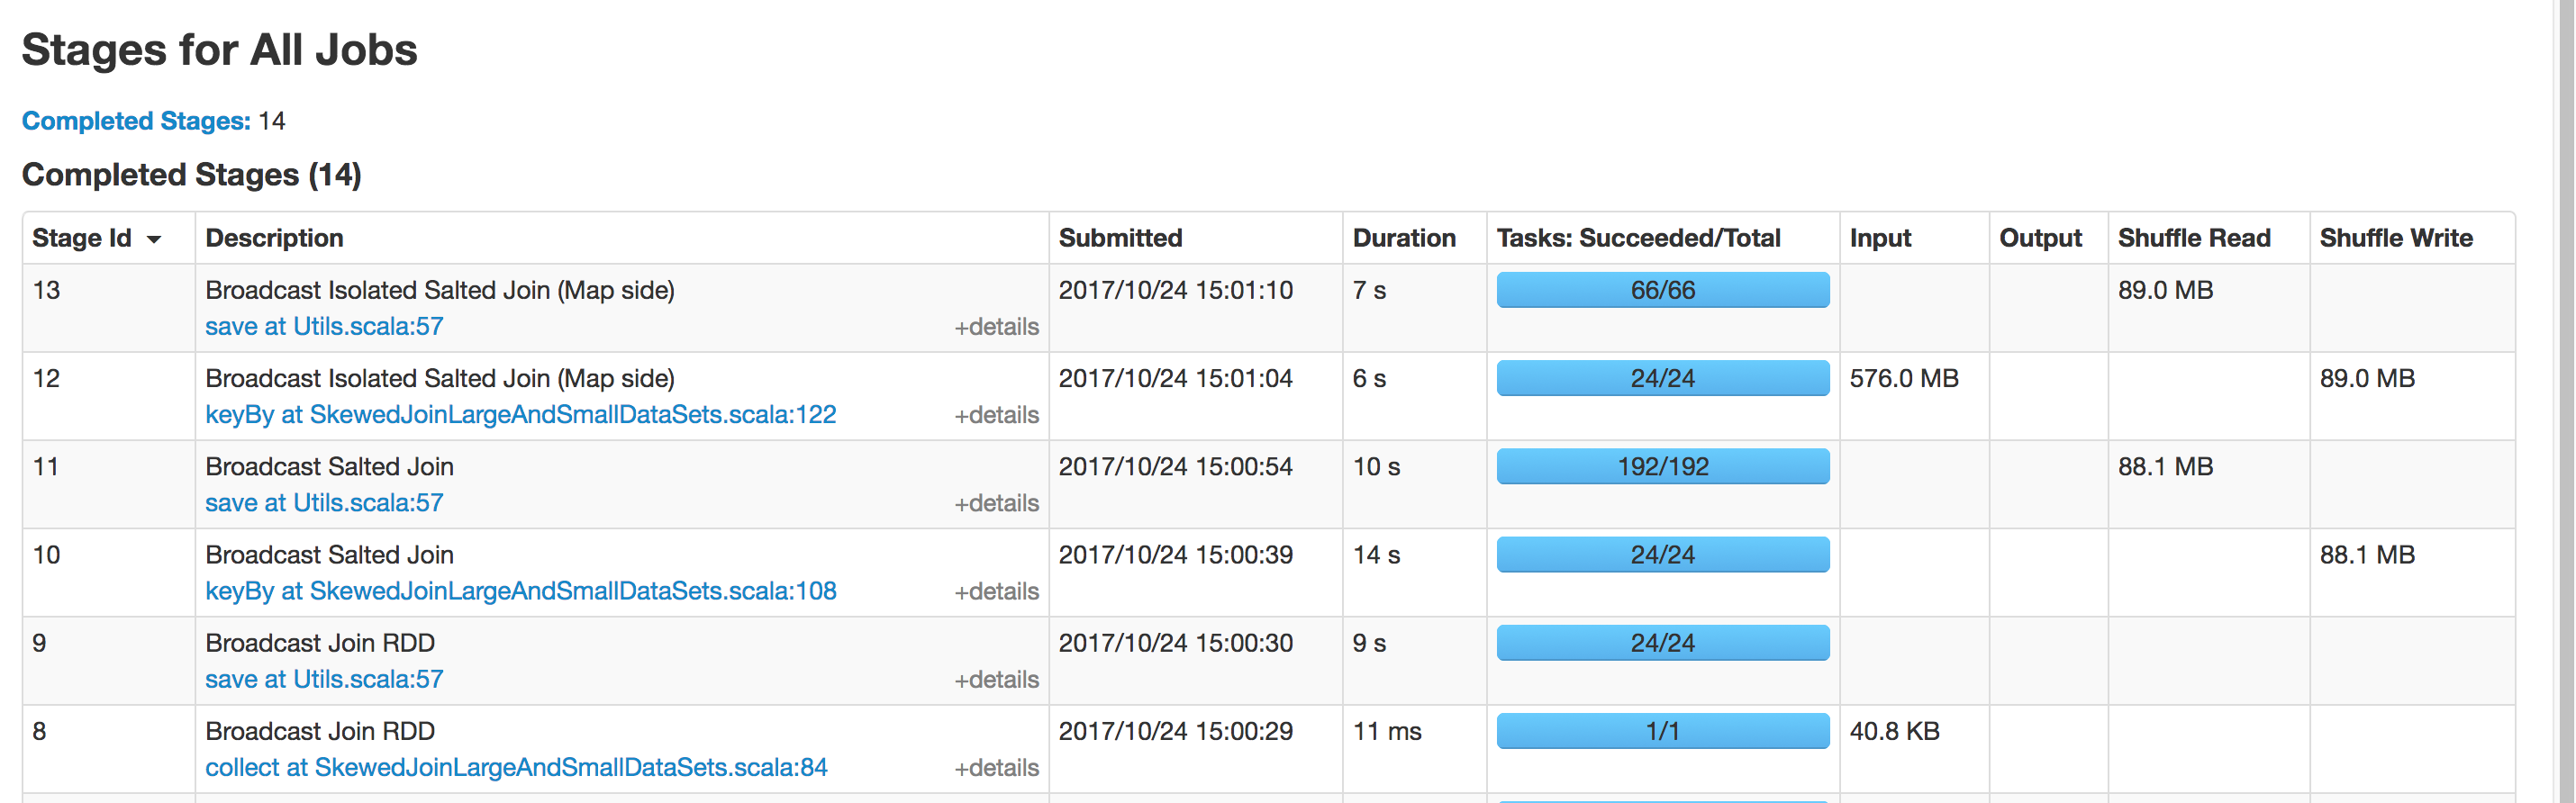 Stages for All Jobs
Completed Stages: 14
Completed Stages (14)
Stage Id Description Submitted Duration Tasks: Succeeded/Total Input Output Shuffle Read Shuffle Write
13 Broadcast Isolated Salted Join (Map side) 2017/10/24 15:01:10 7 s 66/66 89.0 MB
save at Utils.scala:57 +details
12 Broadcast Isolated Salted Join (Map side) 2017/10/24 15:01:04 6 s 24/24 576.0 MB 89.0 MB
keyBy at SkewedJoinLargeAndSmallDataSets.scala:122 +details
11 Broadcast Salted Join 2017/10/24 15:00:54 10 s 192/192 88.1 MB
save at Utils.scala:57 +details
10 Broadcast Salted Join 2017/10/24 15:00:39 14 s 24/24 88.1 MB
keyBy at SkewedJoinLargeAndSmallDataSets.scala:108 +details
9 Broadcast Join RDD 2017/10/24 15:00:30 9 s 24/24
save at Utils.scala:57 +details
8 Broadcast Join RDD 2017/10/24 15:00:29 11 ms 1/1 40.8 KB
collect at SkewedJoinLargeAndSmallDataSets.scala:84 +details